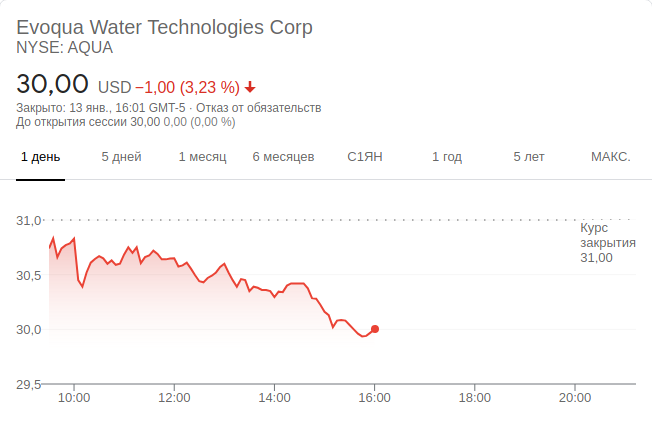 Evoqua Water Technologies Corp
NYSE: AQUA
30,00 USD −1,00 (3,23 %)
Закрыто: 13 янв., 16:01 GMT-5 · Отказ от обязательств
До открытия сессии 30,00 0,00 (0,00 %)
1 день 5 дней 1 месяц 6 месяцев С1ЯН 1 год 5 лет МАКС.
31,0
Курс
закрытия
31,00
30,5
30,0
29,5
10:00 12:00 14:00 16:00 18:00 20:00